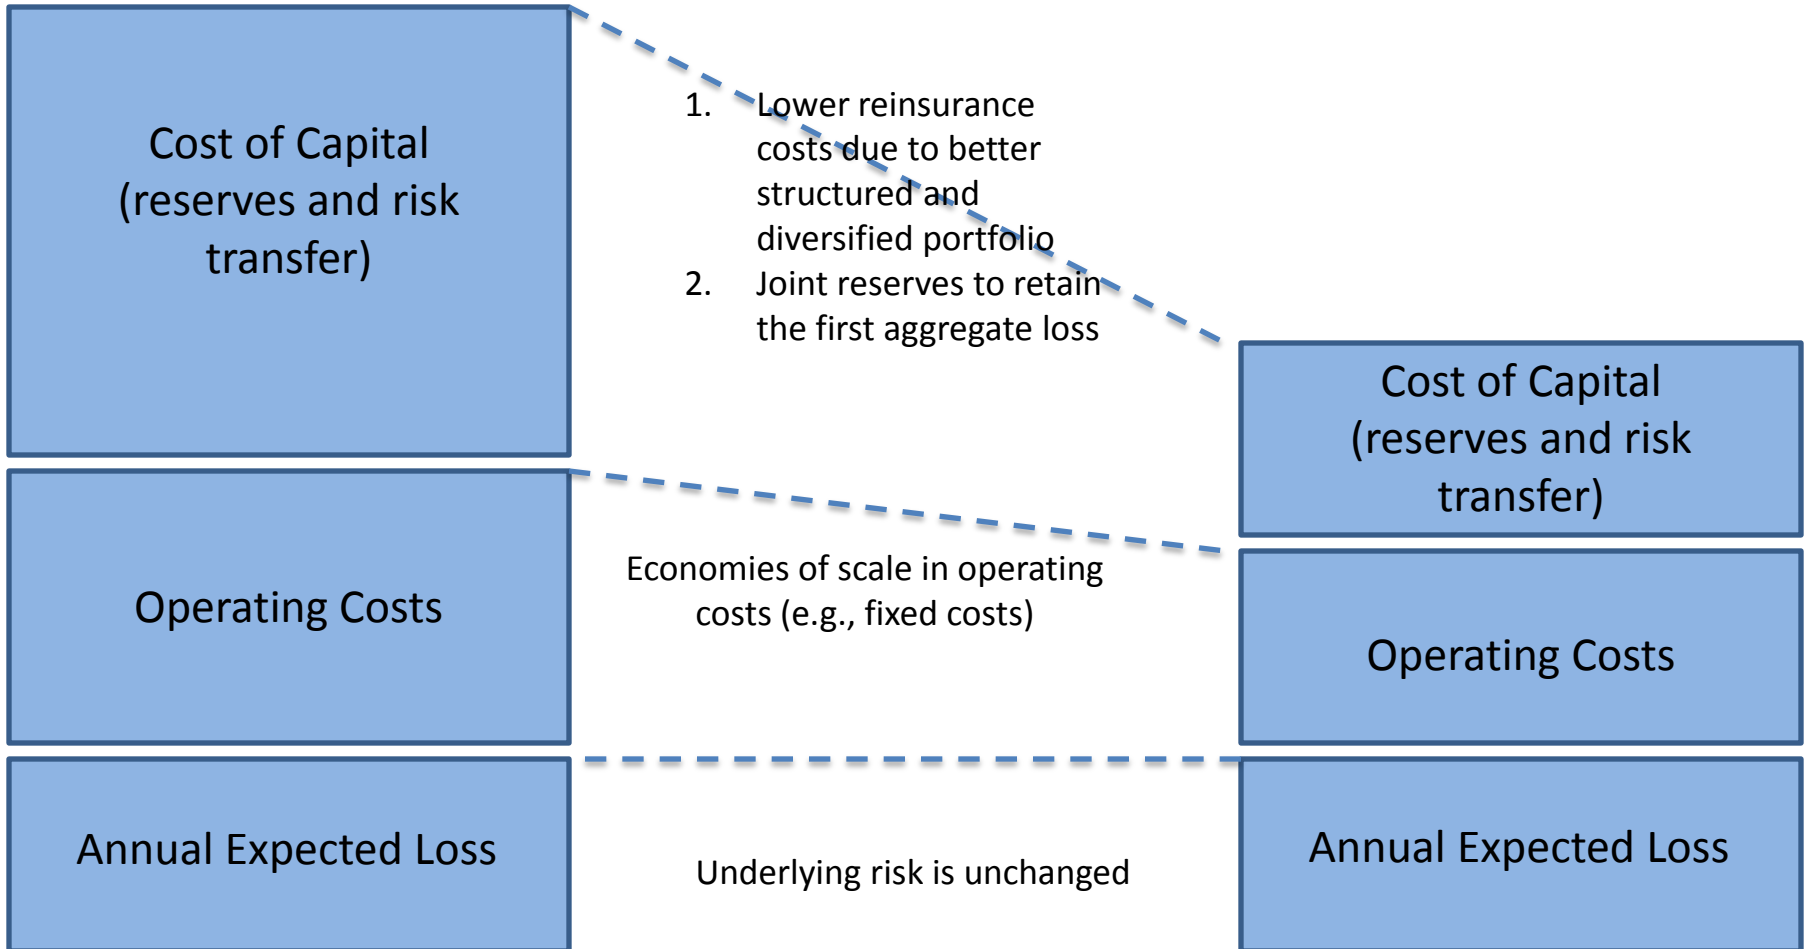 Cost of Capital
(reserves and risk
transfer)
1. Lower reinsurance
costs due to better
structured and
diversified portfolio
2. Joint reserves to retain
the first aggregate loss
Cost of Capital
(reserves and risk
transfer)
Operating Costs
Economies of scale in operating
costs (e.g., fixed costs)
Operating Costs
Annual Expected Loss
Underlying risk is unchanged
Annual Expected Loss